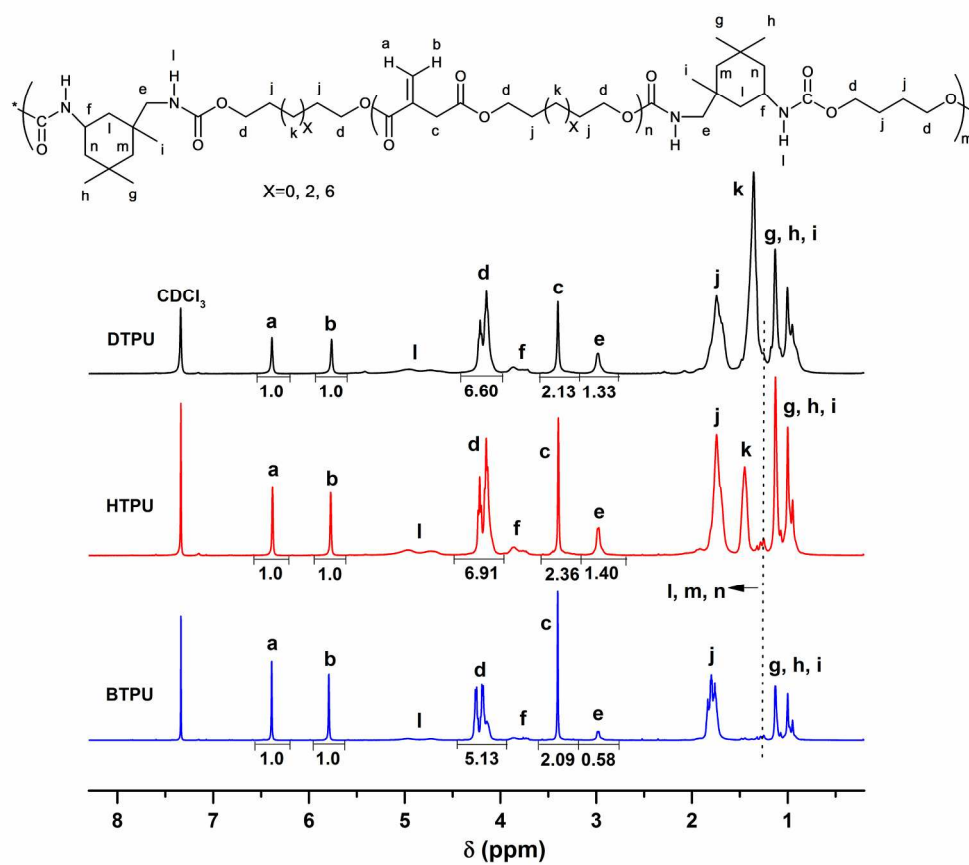 a b g h
H H
l i
H e H j j d d H m n O d j
N f N O O O O O N l f N O O
* O l O d k X d O c O j k X j O n N e H O j d m
n m i H l
h g h g
X=0, 2, 6
k
g, h, i
d j
CDCl3 c
DTPU a b l f e
1.0 1.0 6.60 2.13 1.33
g, h, i
d j
a b c k
HTPU l f e
1.0 1.0 6.91 2.36 1.40
l, m, n
c
a b d j g, h, i
BTPU l f e
1.0 1.0 5.13 2.09 0.58
8 7 6 5 4 3 2 1
δ (ppm)